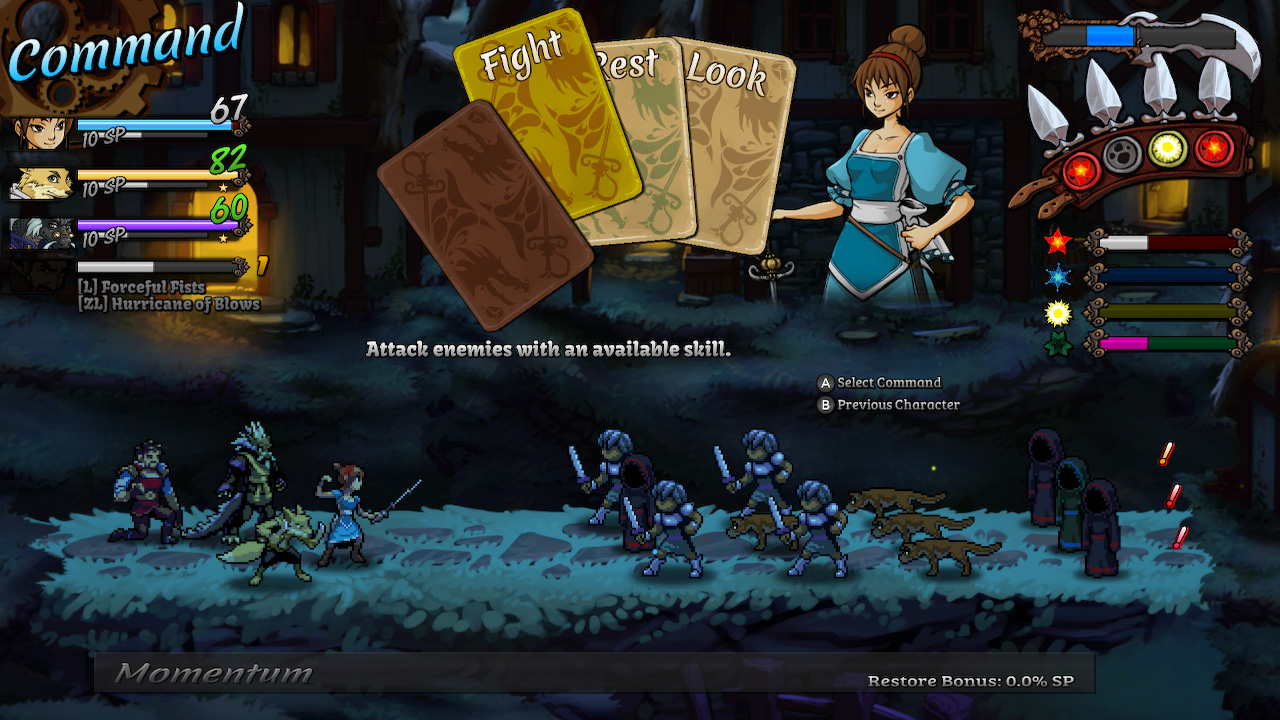 Command
Fight
Rest
Look
67
10 SP
82
10 SP
60
10 SP
1
[L] Forceful Fists
[ZL] Hurricane of Blows
Attack enemies with an available skill.
A Select Command
B Previous Character
Momentum
Restore Bonus: 0.0% SP